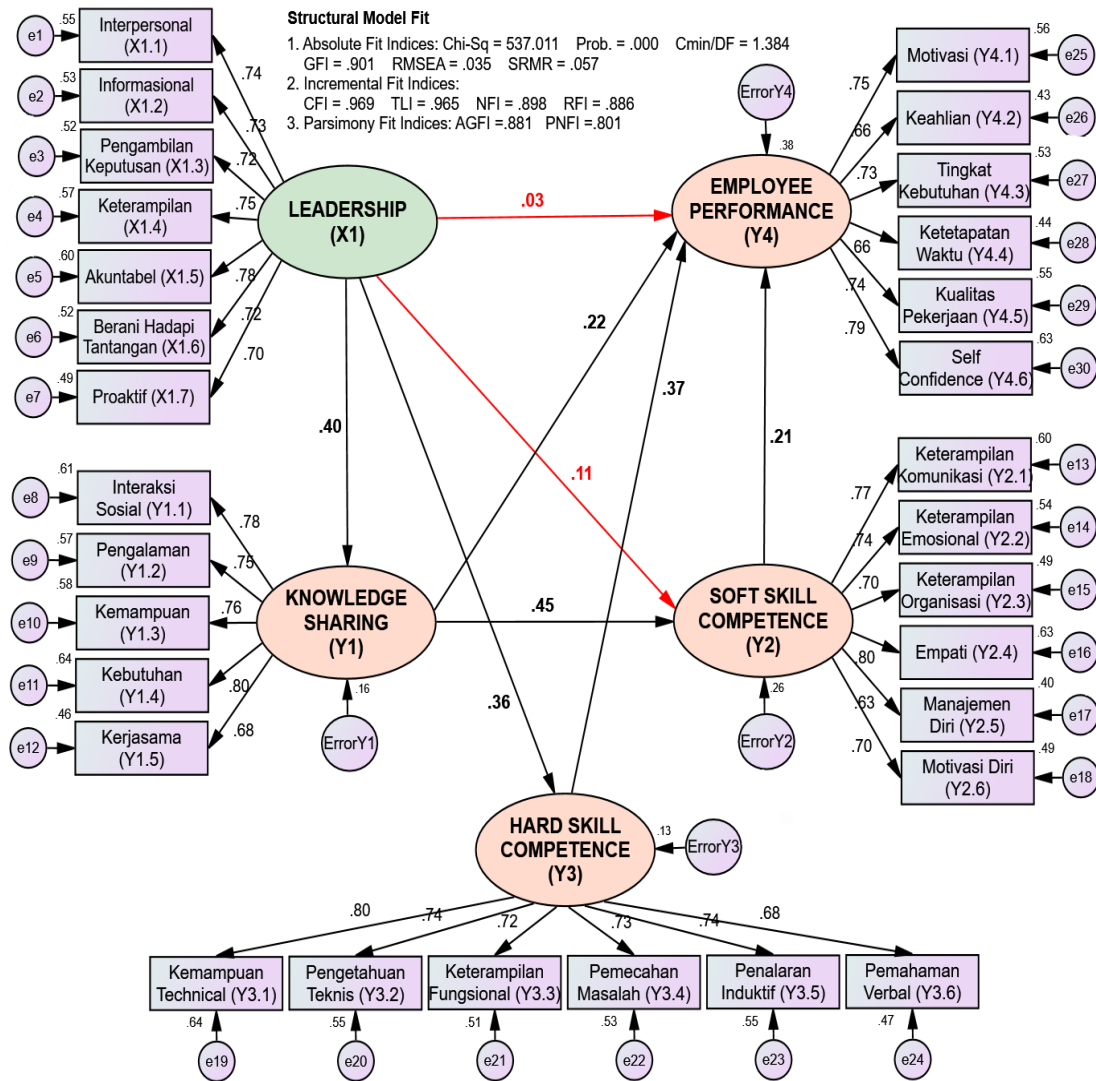 Structural Model Fit
1. Absolute Fit Indices: Chi-Sq = 537.011 Prob. = .000 Cmin/DF = 1.384
GFI = .901 RMSEA = .035 SRMR = .057
2. Incremental Fit Indices:
CFI = .969 TLI = .965 NFI = .898 RFI = .886
3. Parsimony Fit Indices: AGFI =.881 PNFI =.801
e1
.55
Interpersonal
(X1.1)
.74
e2
.53
Informasional
(X1.2)
.73
e3
.52
Pengambilan
Keputusan (X1.3)
.72
e4
.57
Keterampilan
(X1.4)
.75
e5
.60
Akuntabel (X1.5)
.78
e6
.52
Berani Hadapi
Tantangan (X1.6)
.72
e7
.49
Proaktif (X1.7)
.70
LEADERSHIP
(X1)
.03
.11
.40
.36
ErrorY4
.38
EMPLOYEE
PERFORMANCE
(Y4)
.22
.37
.21
.75
Motivasi (Y4.1)
.56
e25
.66
Keahlian (Y4.2)
.43
e26
.73
Tingkat
Kebutuhan (Y4.3)
.53
e27
.66
Ketetapatan
Waktu (Y4.4)
.44
e28
.74
Kualitas
Pekerjaan (Y4.5)
.55
e29
.79
Self
Confidence (Y4.6)
.63
e30
e8
.61
Interaksi
Sosial (Y1.1)
.78
e9
.57
Pengalaman
(Y1.2)
.75
e10
.58
Kemampuan
(Y1.3)
.76
e11
.64
Kebutuhan
(Y1.4)
.80
e12
.46
Kerjasama
(Y1.5)
.68
KNOWLEDGE
SHARING
(Y1)
.16
ErrorY1
.45
SOFT SKILL
COMPETENCE
(Y2)
.26
ErrorY2
.77
Keterampilan
Komunikasi (Y2.1)
.60
e13
.74
Keterampilan
Emosional (Y2.2)
.54
e14
.70
Keterampilan
Organisasi (Y2.3)
.49
e15
.80
Empati (Y2.4)
.63
e16
.63
Manajemen
Diri (Y2.5)
.40
e17
.70
Motivasi Diri
(Y2.6)
.49
e18
HARD SKILL
COMPETENCE
(Y3)
.13
ErrorY3
.80
.74
.72
.73
.74
.68
Kemampuan
Technical (Y3.1)
Pengetahuan
Teknis (Y3.2)
Keterampilan
Fungsional (Y3.3)
Pemecahan
Masalah (Y3.4)
Penalaran
Induktif (Y3.5)
Pemahaman
Verbal (Y3.6)
.64
.55
.51
.53
.55
.47
e19
e20
e21
e22
e23
e24